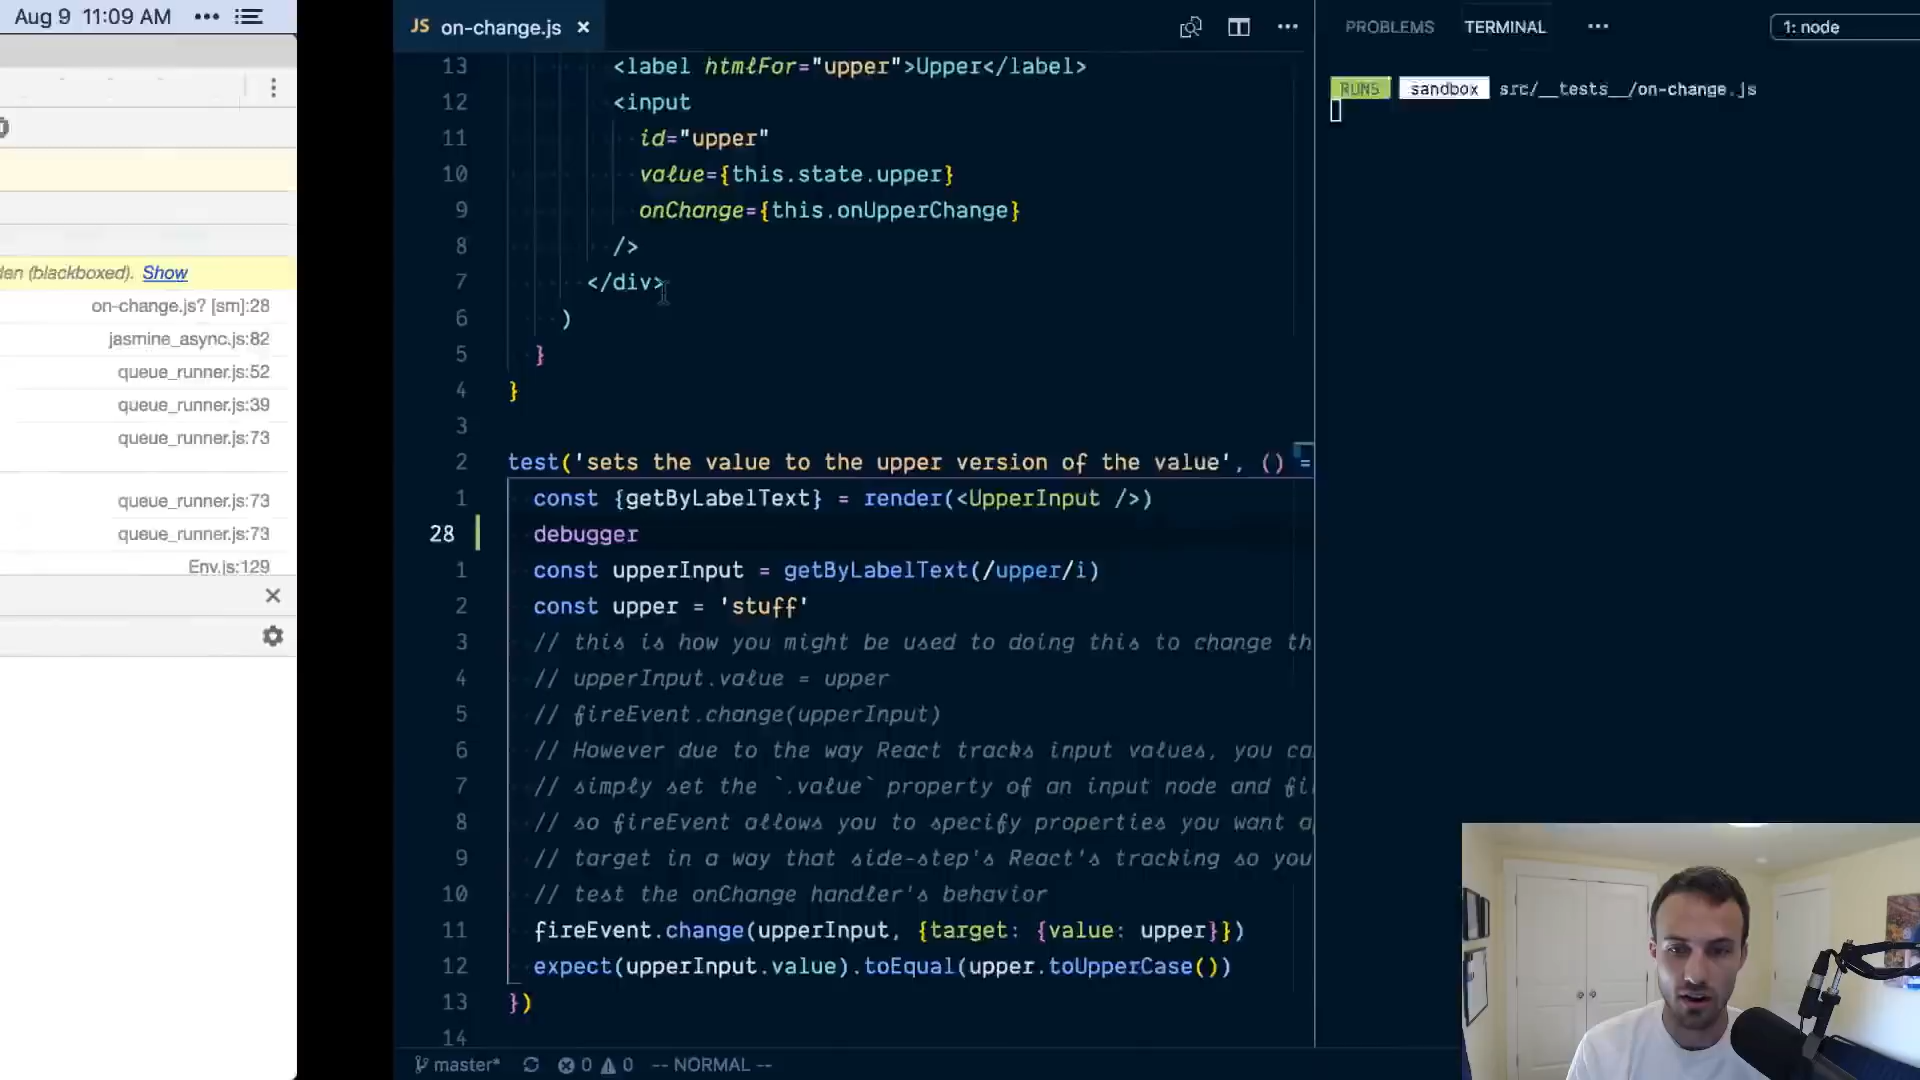 Aug 9 11:09 AM •••
den (blackboxed). Show
on-change.js? [sm]:28
jasmine_async.js:82
queue_runner.js:52
queue_runner.js:39
queue_runner.js:73
queue_runner.js:73
queue_runner.js:73
Env.js:129
JS on-change.js ×
13 <label htmlFor="upper">Upper</label>
12 <input
11 id="upper"
10 value={this.state.upper}
9 onChange={this.onUpperChange}
8 />
7 </div>
6 )
5 }
4 }
3
2 test('sets the value to the upper version of the value', () =
1 const {getByLabelText} = render(<UpperInput />)
28 debugger
1 const upperInput = getByLabelText(/upper/i)
2 const upper = 'stuff'
3 // this is how you might be used to doing this to change th
4 // upperInput.value = upper
5 // fireEvent.change(upperInput)
6 // However due to the way React tracks input values, you ca
7 // simply set the `.value` property of an input node and fi
8 // so fireEvent allows you to specify properties you want a
9 // target in a way that side-step's React's tracking so you
10 // test the onChange handler's behavior
11 fireEvent.change(upperInput, {target: {value: upper}})
12 expect(upperInput.value).toEqual(upper.toUpperCase())
13 })
14
master* 0 0 -- NORMAL --
PROBLEMS TERMINAL ••• 1: node
RUNS sandbox src/__tests__/on-change.js